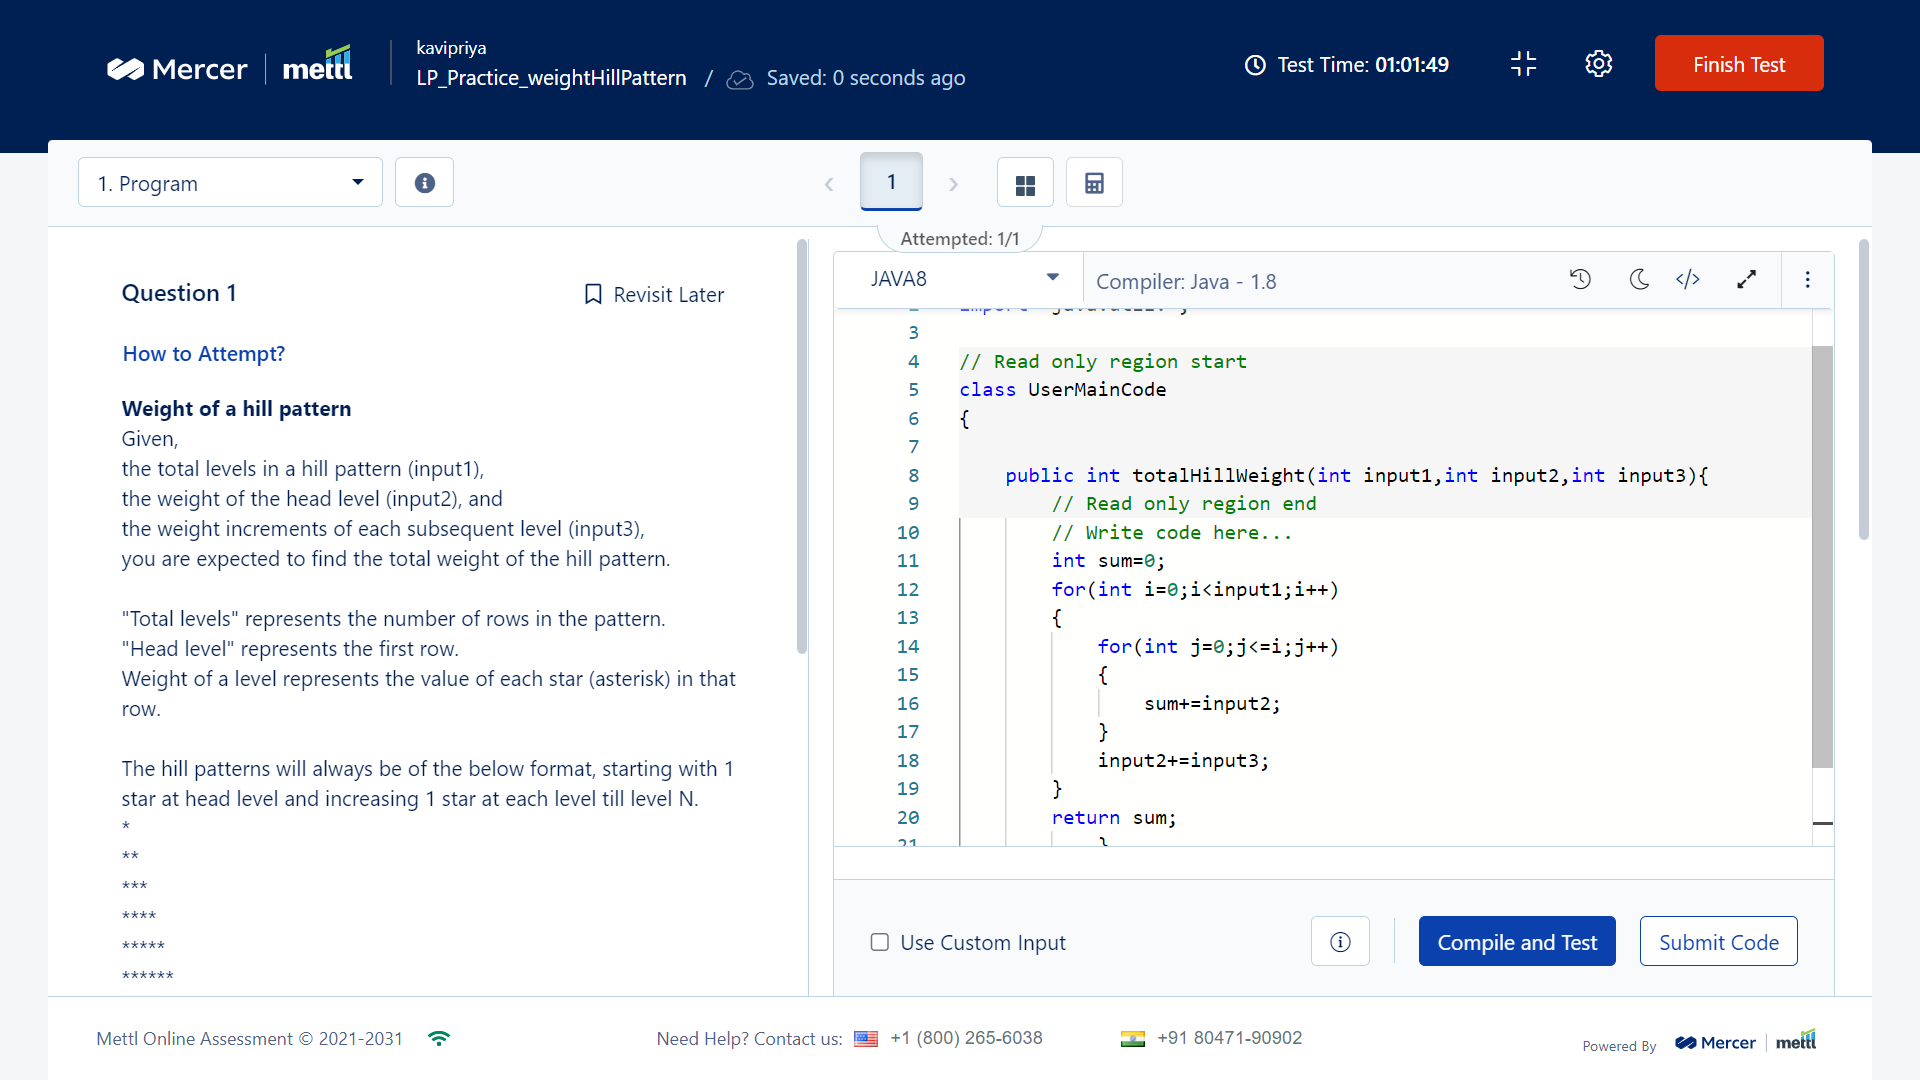 Mercer mettl
kavipriya
LP_Practice_weightHillPattern / Saved: 0 seconds ago
Test Time: 01:01:49
Finish Test
1. Program
1
Attempted: 1/1
Question 1
Revisit Later
How to Attempt?
Weight of a hill pattern
Given,
the total levels in a hill pattern (input1),
the weight of the head level (input2), and
the weight increments of each subsequent level (input3),
you are expected to find the total weight of the hill pattern.
"Total levels" represents the number of rows in the pattern.
"Head level" represents the first row.
Weight of a level represents the value of each star (asterisk) in that
row.
The hill patterns will always be of the below format, starting with 1
star at head level and increasing 1 star at each level till level N.
*
**
***
****
*****
******
JAVA8
Compiler: Java - 1.8
3
4 // Read only region start
5 class UserMainCode
6 {
7
8 public int totalHillWeight(int input1,int input2,int input3){
9 // Read only region end
10 // Write code here...
11 int sum=0;
12 for(int i=0;i<input1;i++)
13 {
14 for(int j=0;j<=i;j++)
15 {
16 sum+=input2;
17 }
18 input2+=input3;
19 }
20 return sum;
21 }
Use Custom Input
Compile and Test
Submit Code
Mettl Online Assessment © 2021-2031
Need Help? Contact us: +1 (800) 265-6038
+91 80471-90902
Powered By Mercer mettl